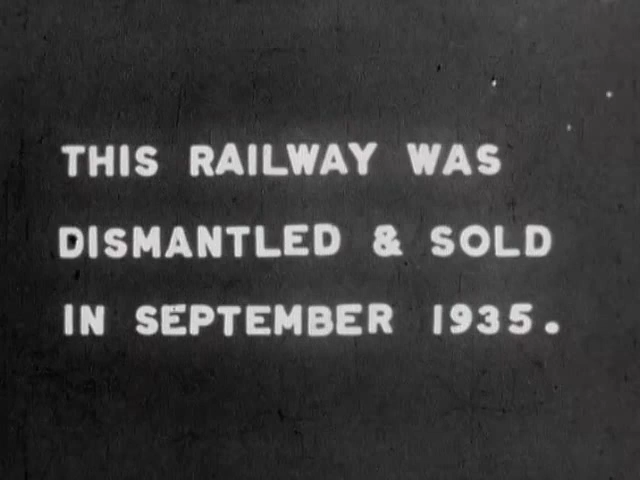 THIS RAILWAY WAS
DISMANTLED & SOLD
IN SEPTEMBER 1935.